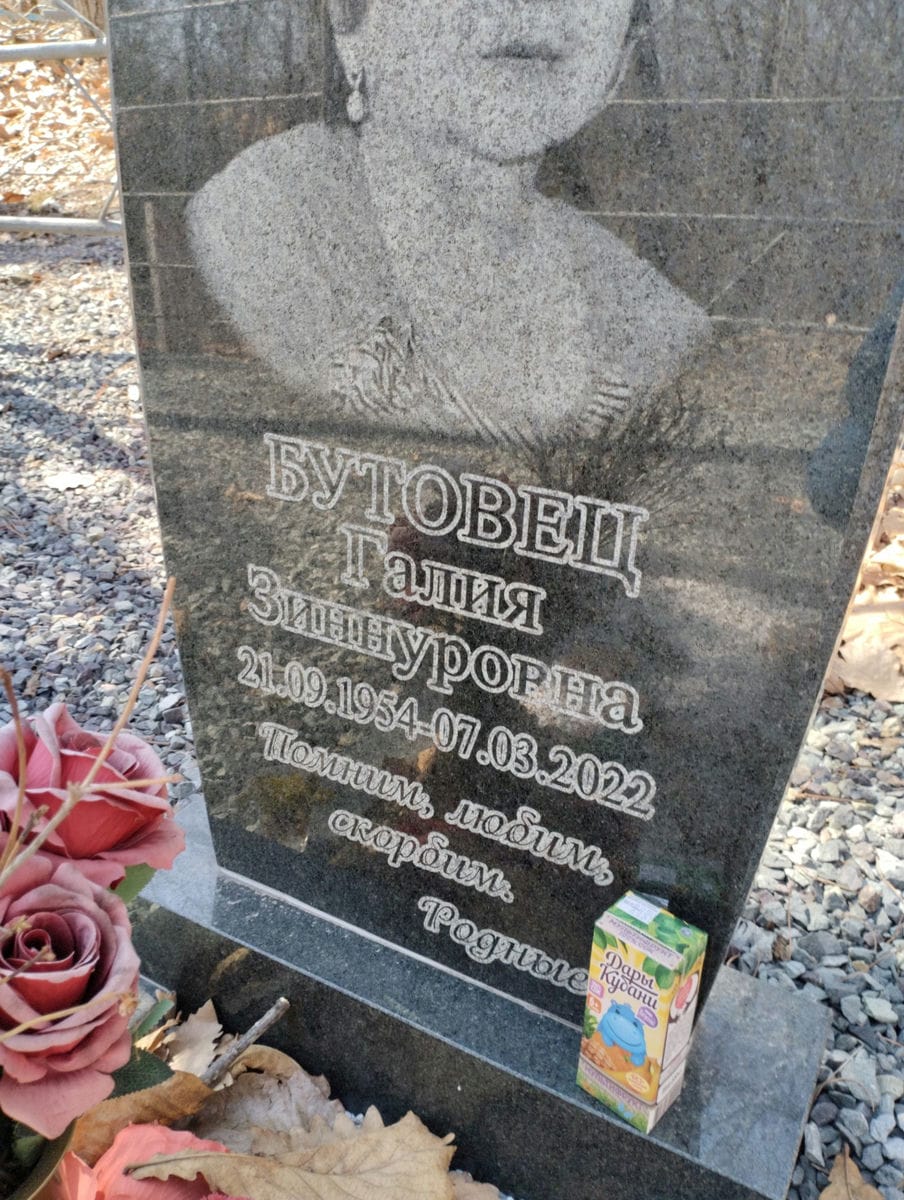 БУТОВЕЦ
Галия
Зиннуровна
21.09.1954-07.03.2022
Помним, любим,
скорбим.
Родные
Дары
Кубани